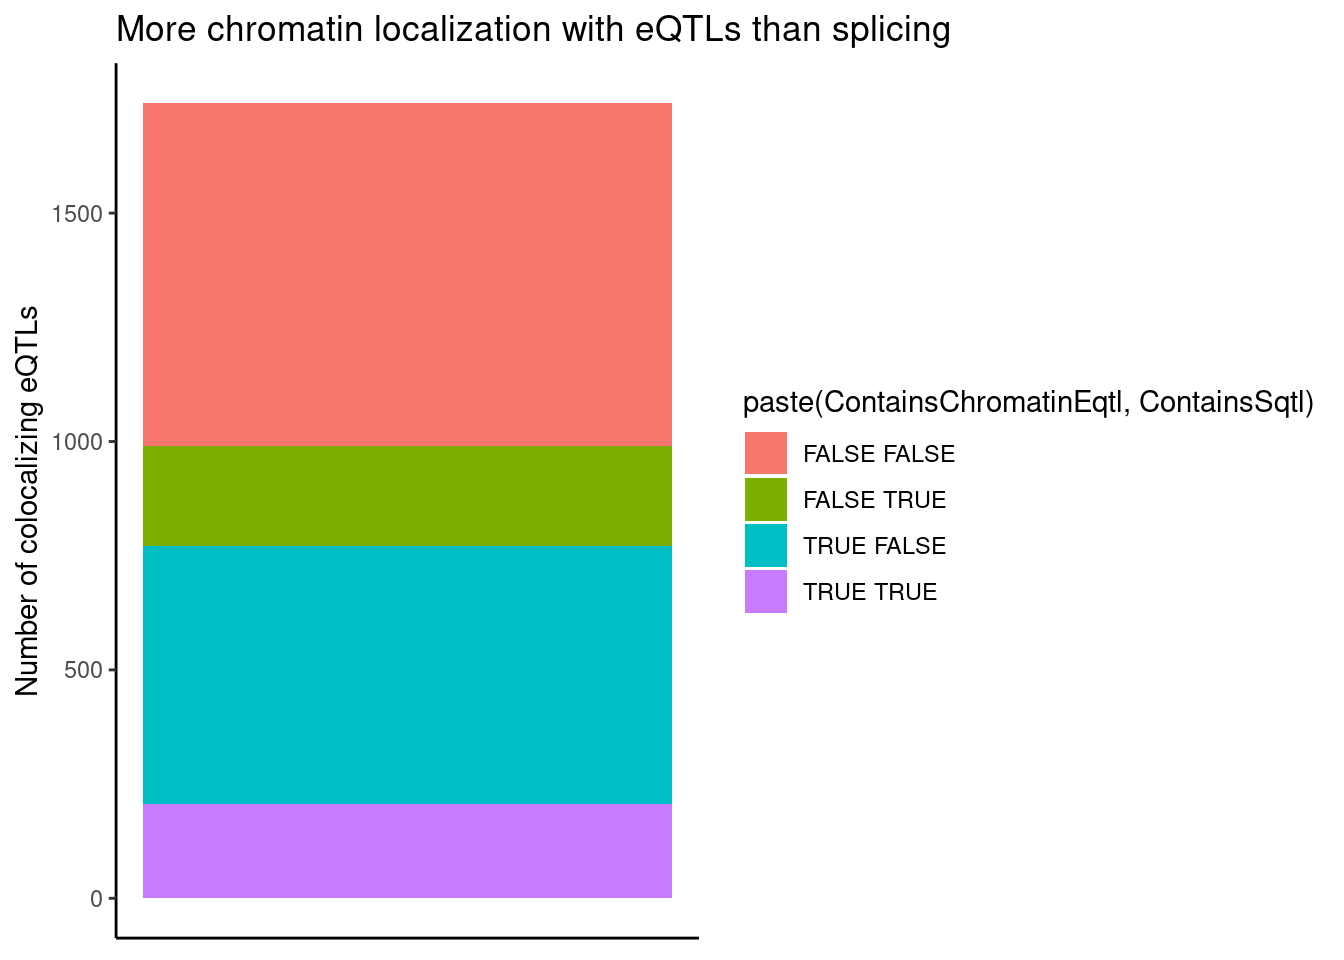 More chromatin localization with eQTLs than splicing
Number of colocalizing eQTLs
1500
1000
500
0
paste(ContainsChromatinEqtl, ContainsSqtl)
FALSE FALSE
FALSE TRUE
TRUE FALSE
TRUE TRUE